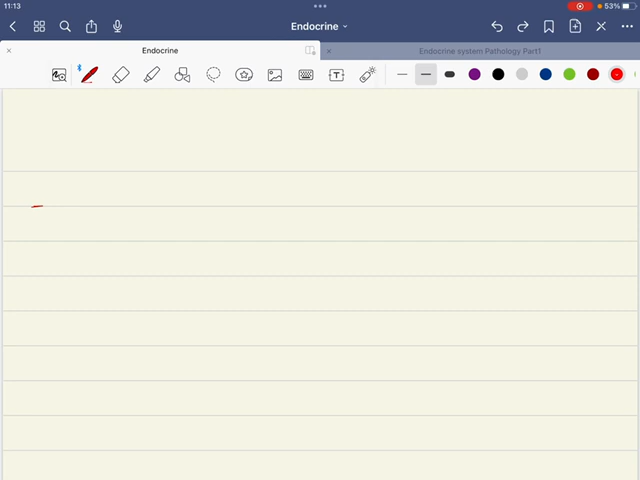 11:13
53%
Endocrine
Endocrine
Endocrine system Pathology Part1
T